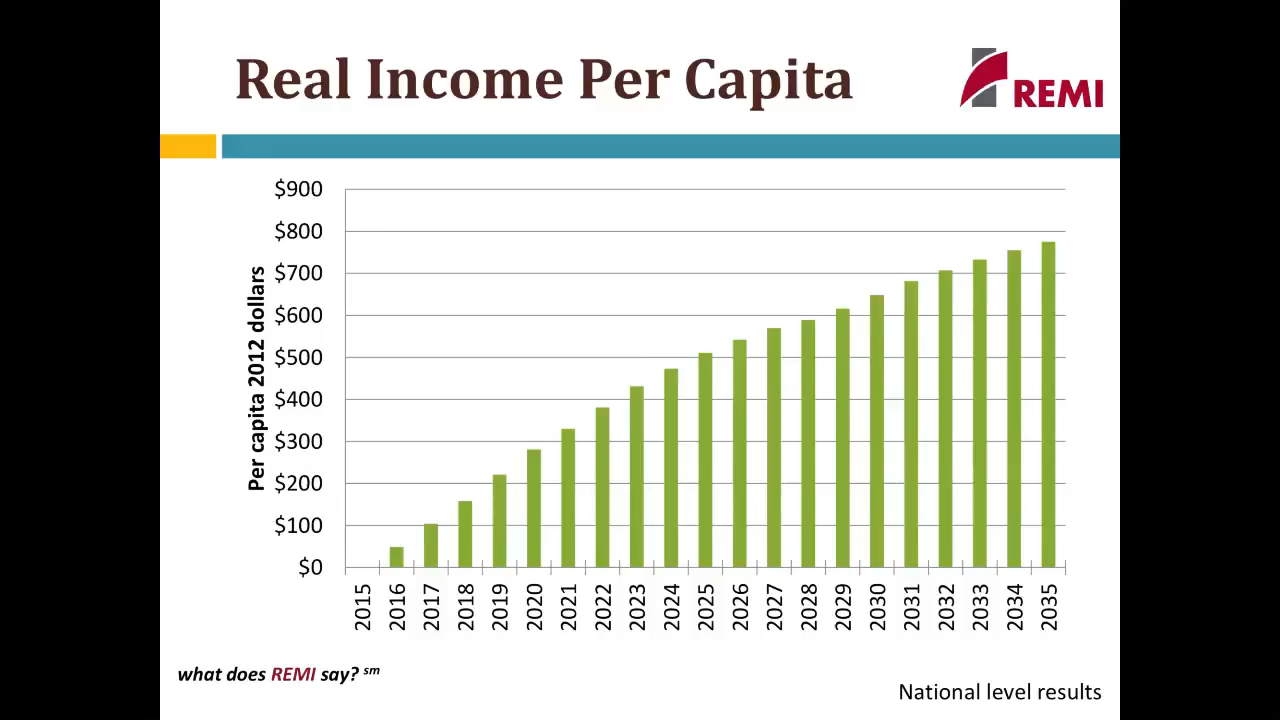 Real Income Per Capita
REMI
Per capita 2012 dollars
$900
$800
$700
$600
$500
$400
$300
$200
$100
$0
2015 2016 2017 2018 2019 2020 2021 2022 2023 2024 2025 2026 2027 2028 2029 2030 2031 2032 2033 2034 2035
what does REMI say? sm
National level results